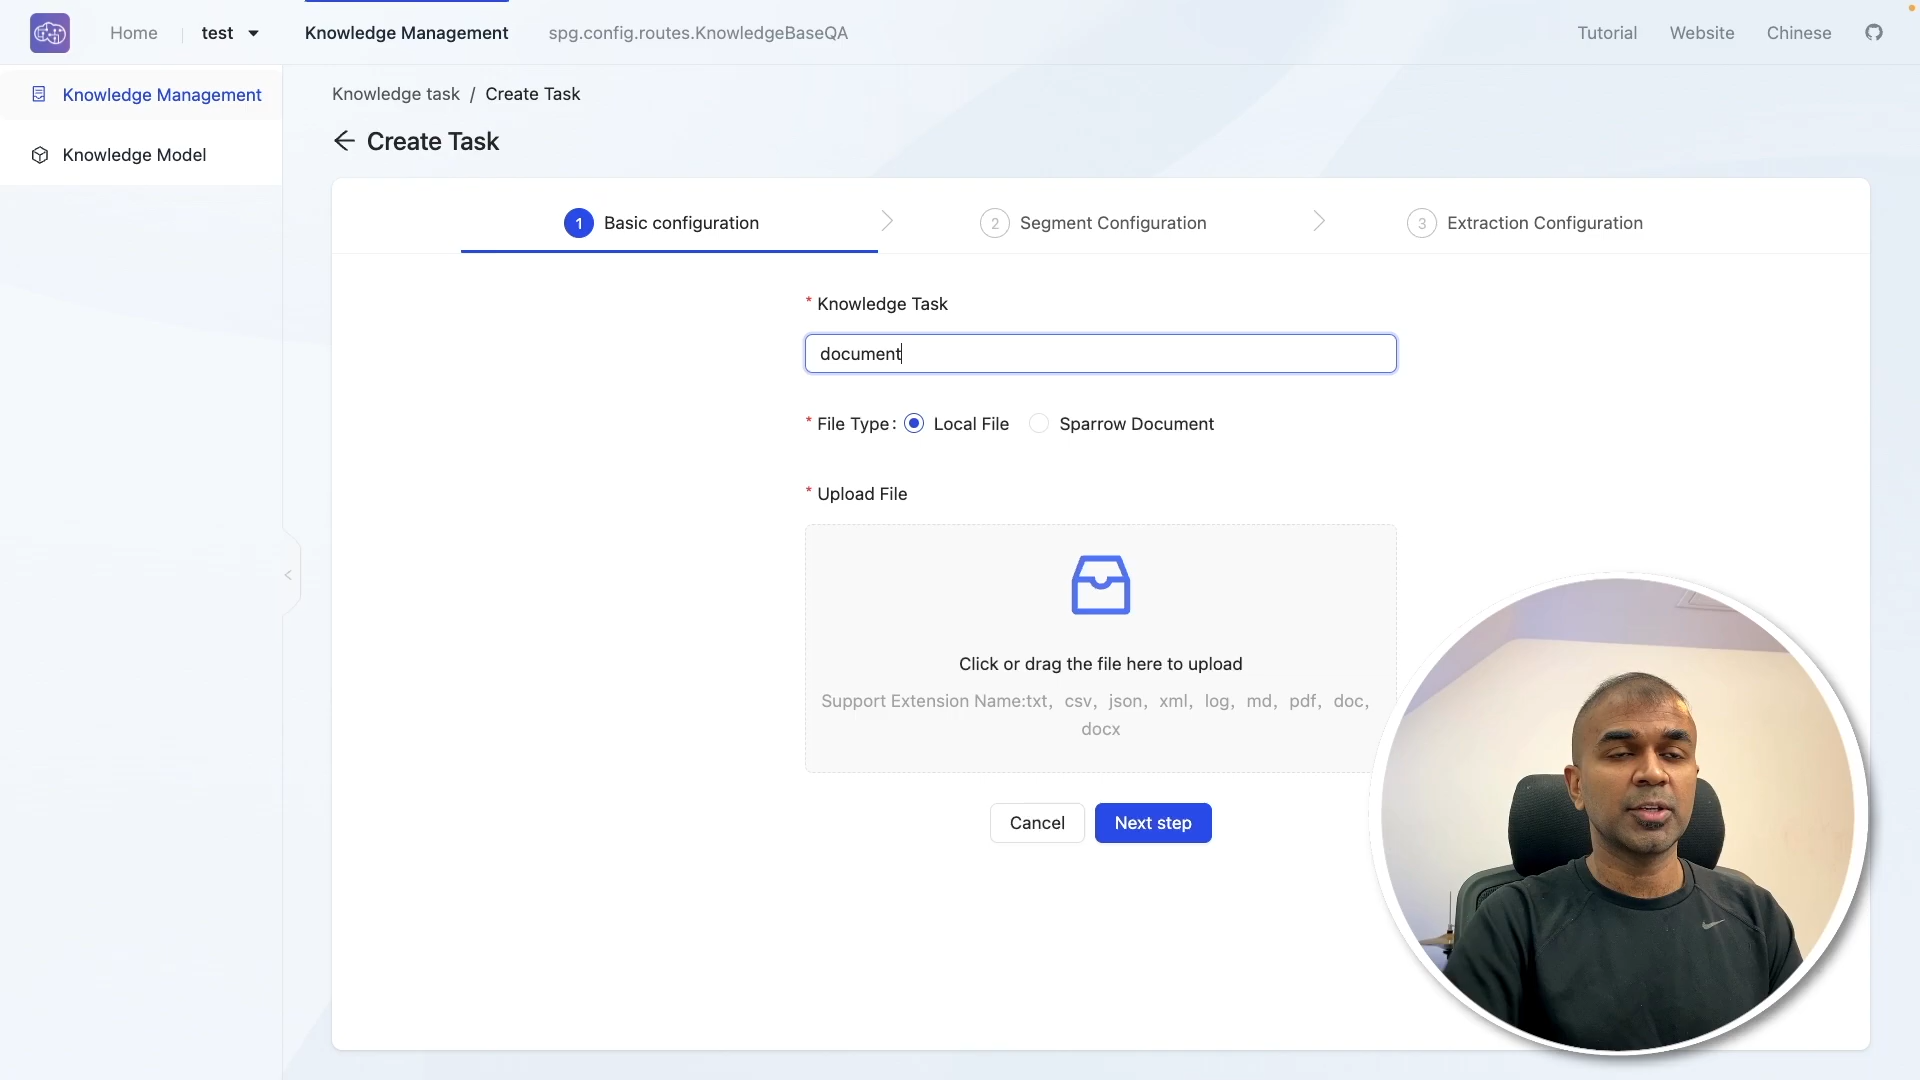 Home
test
Knowledge Management
spg.config.routes.KnowledgeBaseQA
Tutorial
Website
Chinese
Knowledge Management
Knowledge Model
Knowledge task / Create Task
Create Task
1 Basic configuration
2 Segment Configuration
3 Extraction Configuration
* Knowledge Task
document
* File Type: Local File Sparrow Document
* Upload File
Click or drag the file here to upload
Support Extension Name:txt, csv, json, xml, log, md, pdf, doc,
docx
Cancel
Next step